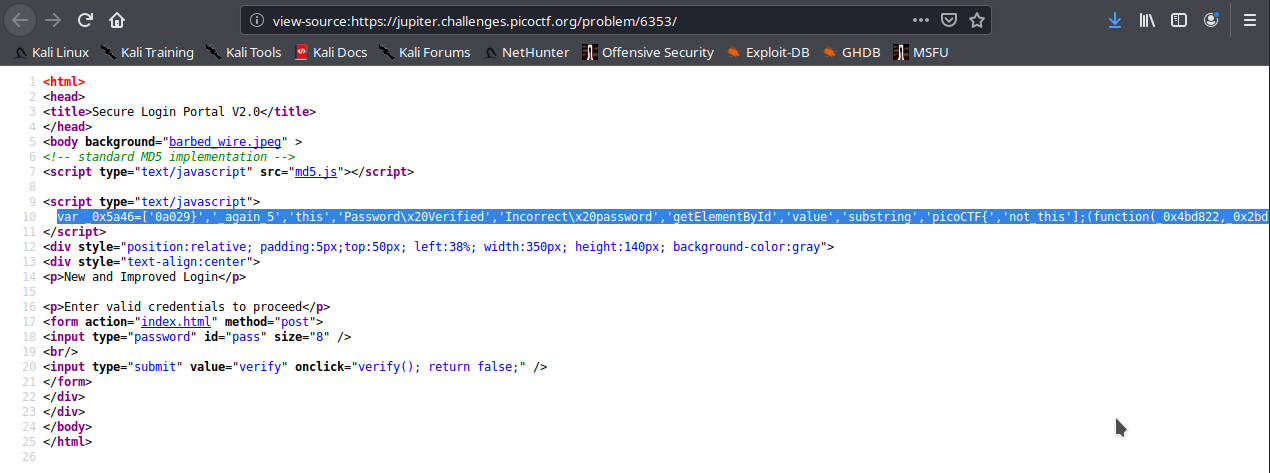 view-source:https://jupiter.challenges.picoctf.org/problem/6353/
Kali Linux Kali Training Kali Tools Kali Docs Kali Forums NetHunter Offensive Security Exploit-DB GHDB MSFU
1 <html>
2 <head>
3 <title>Secure Login Portal V2.0</title>
4 </head>
5 <body background="barbed_wire.jpeg" >
6 <!-- standard MD5 implementation -->
7 <script type="text/javascript" src="md5.js"></script>
8
9 <script type="text/javascript">
10 var _0x5a46=['0a029}','_again_5','this','Password\x20Verified','Incorrect\x20password','getElementById','value','substring','picoCTF{','not_this'];(function(_0x4bd822,_0x2bd
11 </script>
12 <div style="position:relative; padding:5px;top:50px; left:38%; width:350px; height:140px; background-color:gray">
13 <div style="text-align:center">
14 <p>New and Improved Login</p>
15
16 <p>Enter valid credentials to proceed</p>
17 <form action="index.html" method="post">
18 <input type="password" id="pass" size="8" />
19 <br/>
20 <input type="submit" value="verify" onclick="verify(); return false;" />
21 </form>
22 </div>
23 </div>
24 </body>
25 </html>
26